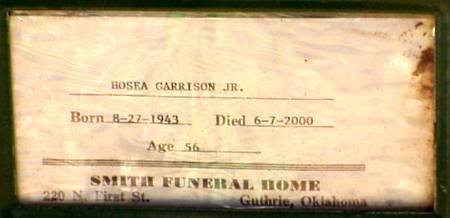 HOSEA GARRISON JR.
Born 8-27-1943 Died 6-7-2000
Age 56
SMITH FUNERAL HOME
220 N. First St. Guthrie, Oklahoma